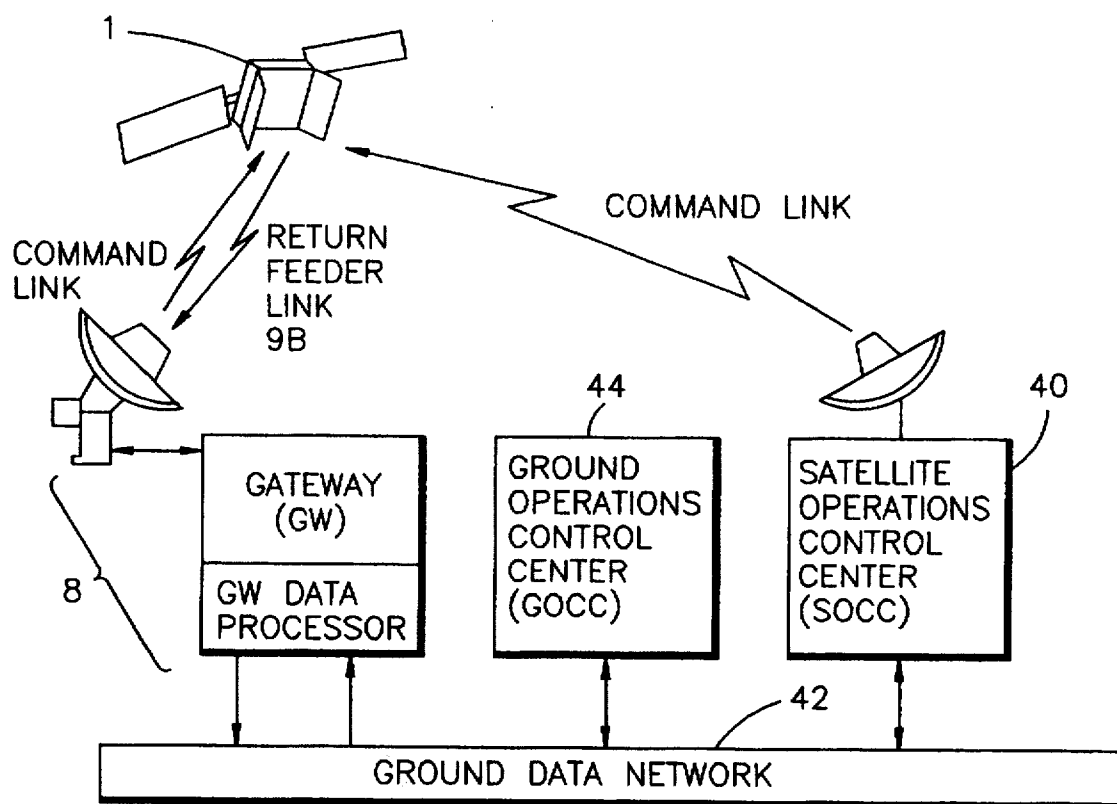 1
COMMAND LINK
COMMAND
LINK
RETURN
FEEDER
LINK
9B
44
40
GATEWAY
(GW)
GROUND
OPERATIONS
CONTROL
CENTER
(GOCC)
SATELLITE
OPERATIONS
CONTROL
CENTER
(SOCC)
8
GW DATA
PROCESSOR
42
GROUND DATA NETWORK